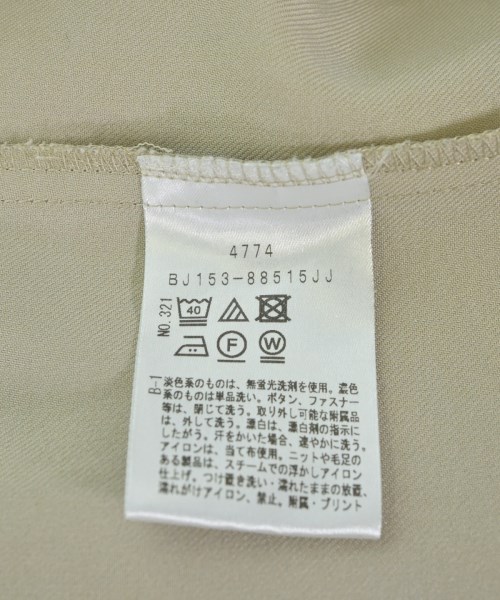 4774
BJ153-88515JJ
NO.321
40
F
W
B-1
淡色系のものは、無蛍光洗剤を使用。濃色
系のものは単品洗い。ボタン、ファスナー
等は、閉じて洗う。取り外し可能な附属品
は、外して洗う。漂白は、漂白剤の指示に
したがう。汗をかいた場合、速やかに洗う。
アイロンは、当て布使用。ニットや毛足の
ある製品は、スチームでの浮かしアイロン
仕上げ。つけ置き洗い・濡れたままの放置、
濡れがけアイロン、禁止。附属・プリント